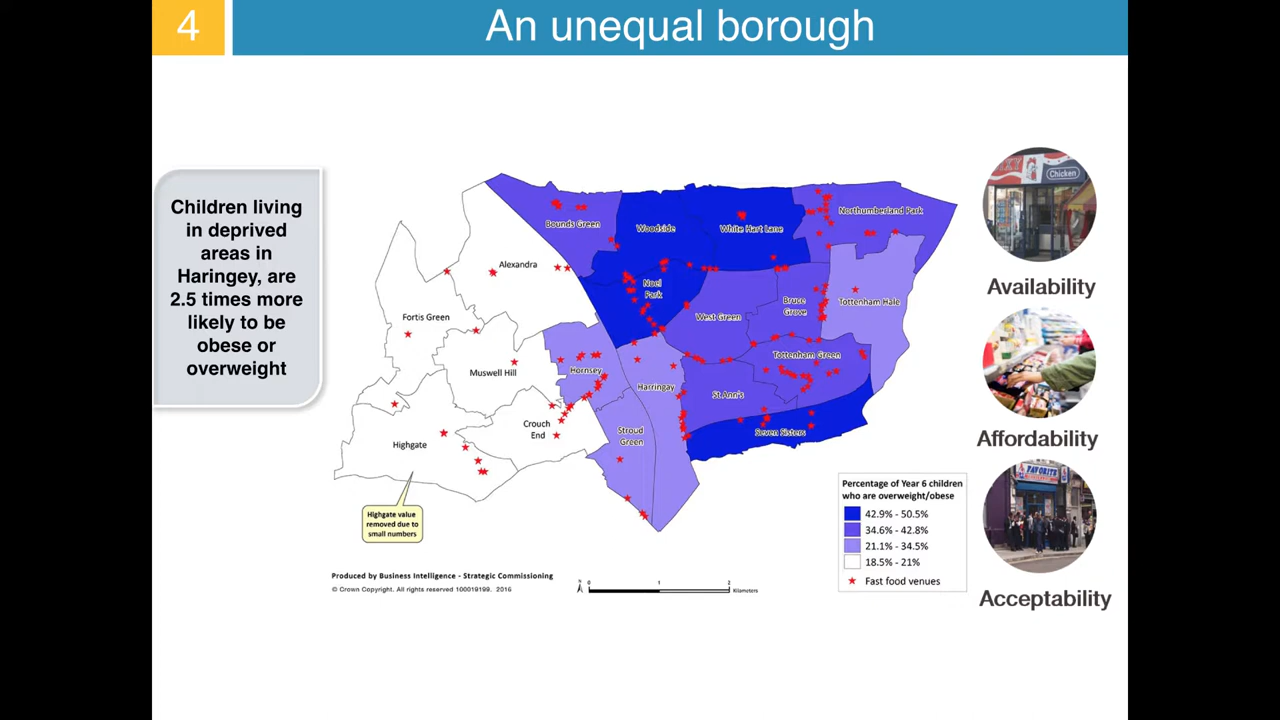 4
An unequal borough
Children living
in deprived
areas in
Haringey, are
2.5 times more
likely to be
obese or
overweight
Bounds Green
Woodside
White Hart Lane
Northumberland Park
Alexandra
Noel
Park
Fortis Green
West Green
Bruce
Grove
Tottenham Hale
Muswell Hill
Hornsey
Harringay
Tottenham Green
St Ann's
Highgate
Crouch
End
Stroud
Green
Seven Sisters
Highgate value
removed due to
small numbers
Percentage of Year 6 children
who are overweight/obese
42.9% - 50.5%
34.6% - 42.8%
21.1% - 34.5%
18.5% - 21%
Fast food venues
Produced by Business Intelligence - Strategic Commissioning
© Crown Copyright. All rights reserved 100019199. 2016
N
0 1 2
Kilometers
Chicken
Availability
Affordability
FAVORITE
Acceptability